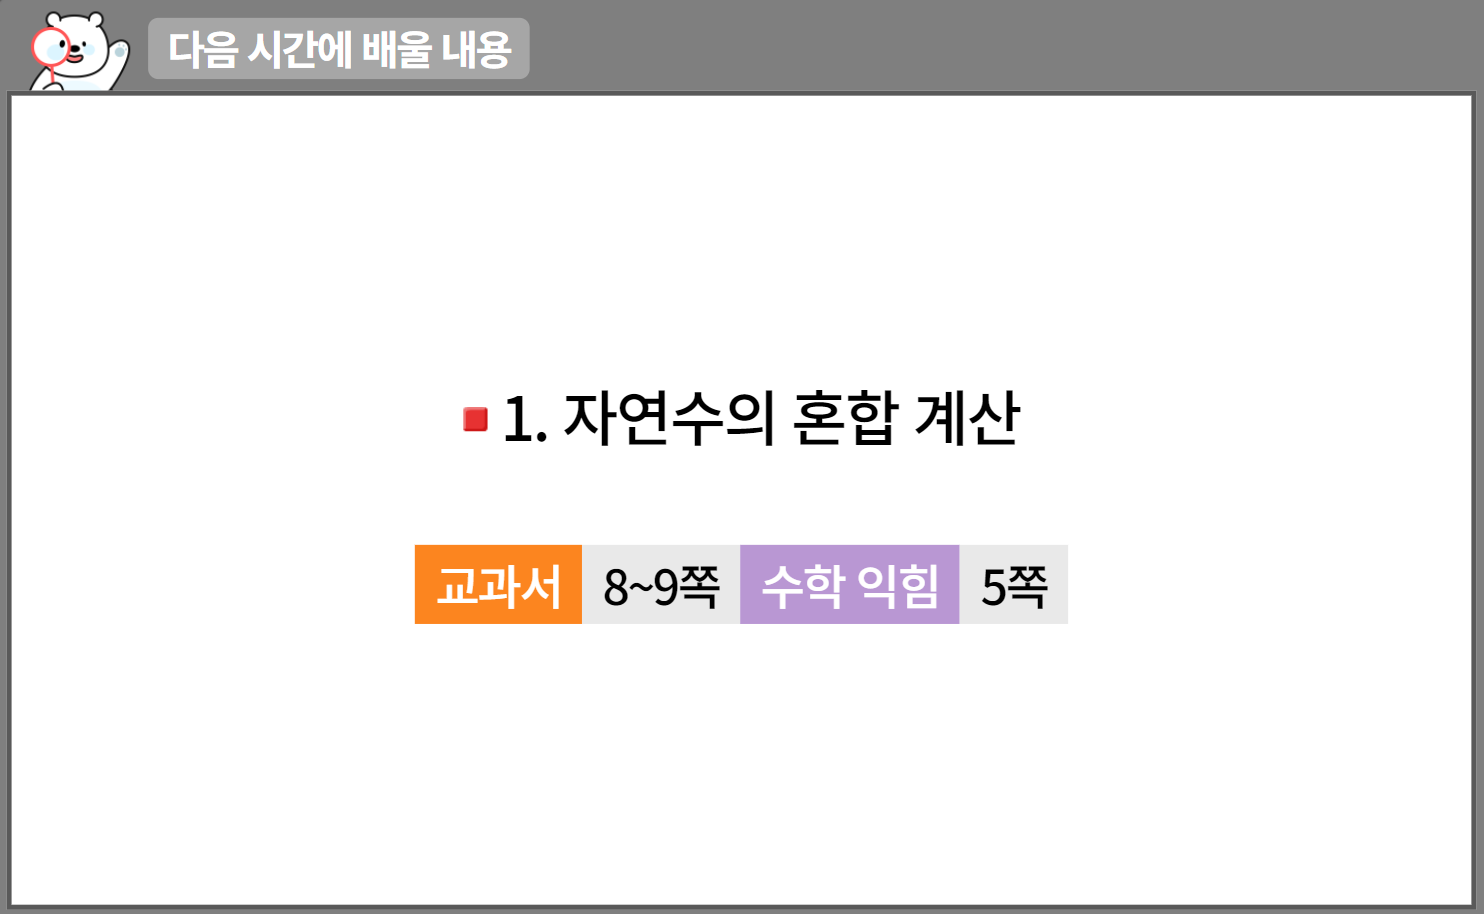 다음 시간에 배울 내용
1. 자연수의 혼합 계산
교과서 8~9쪽 수학 익힘 5쪽